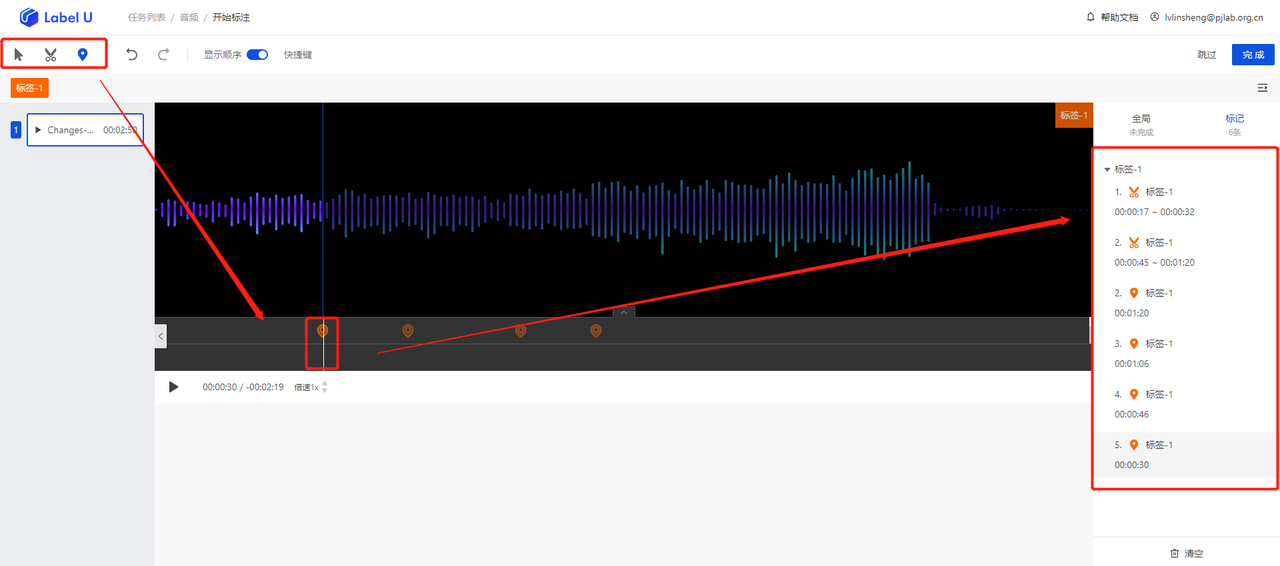 Label U
任务列表 / 音频 / 开始标注
帮助文档
lvlinsheng@pjlab.org.cn
显示顺序
快捷键
跳过
完成
标签-1
1
Changes-... 00:02:50
标签-1
全局
未完成
标记
6条
标签-1
1. 标签-1
00:00:17 ~ 00:00:32
2. 标签-1
00:00:45 ~ 00:01:20
2. 标签-1
00:01:20
3. 标签-1
00:01:06
4. 标签-1
00:00:46
5. 标签-1
00:00:30
00:00:30 / -00:02:19 倍速1x
清空